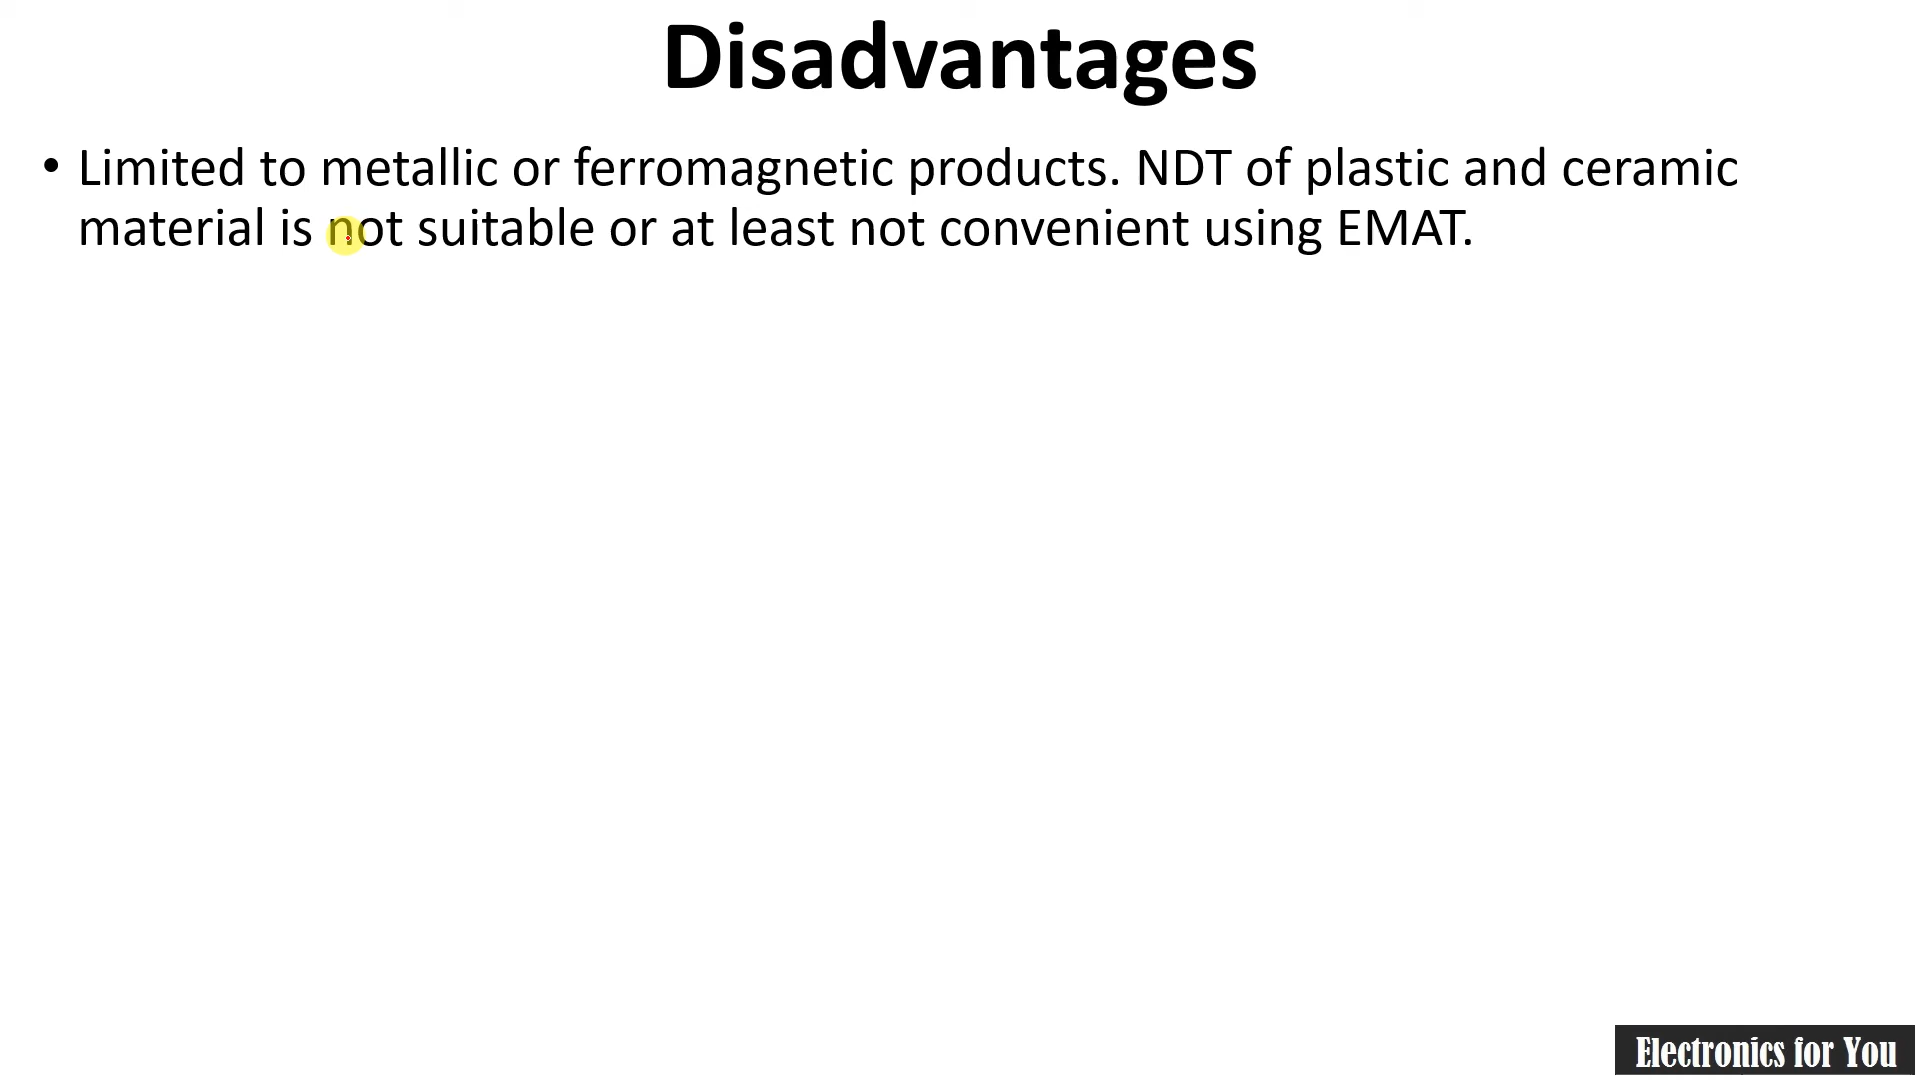 Disadvantages
• Limited to metallic or ferromagnetic products. NDT of plastic and ceramic
material is not suitable or at least not convenient using EMAT.
Electronics for You